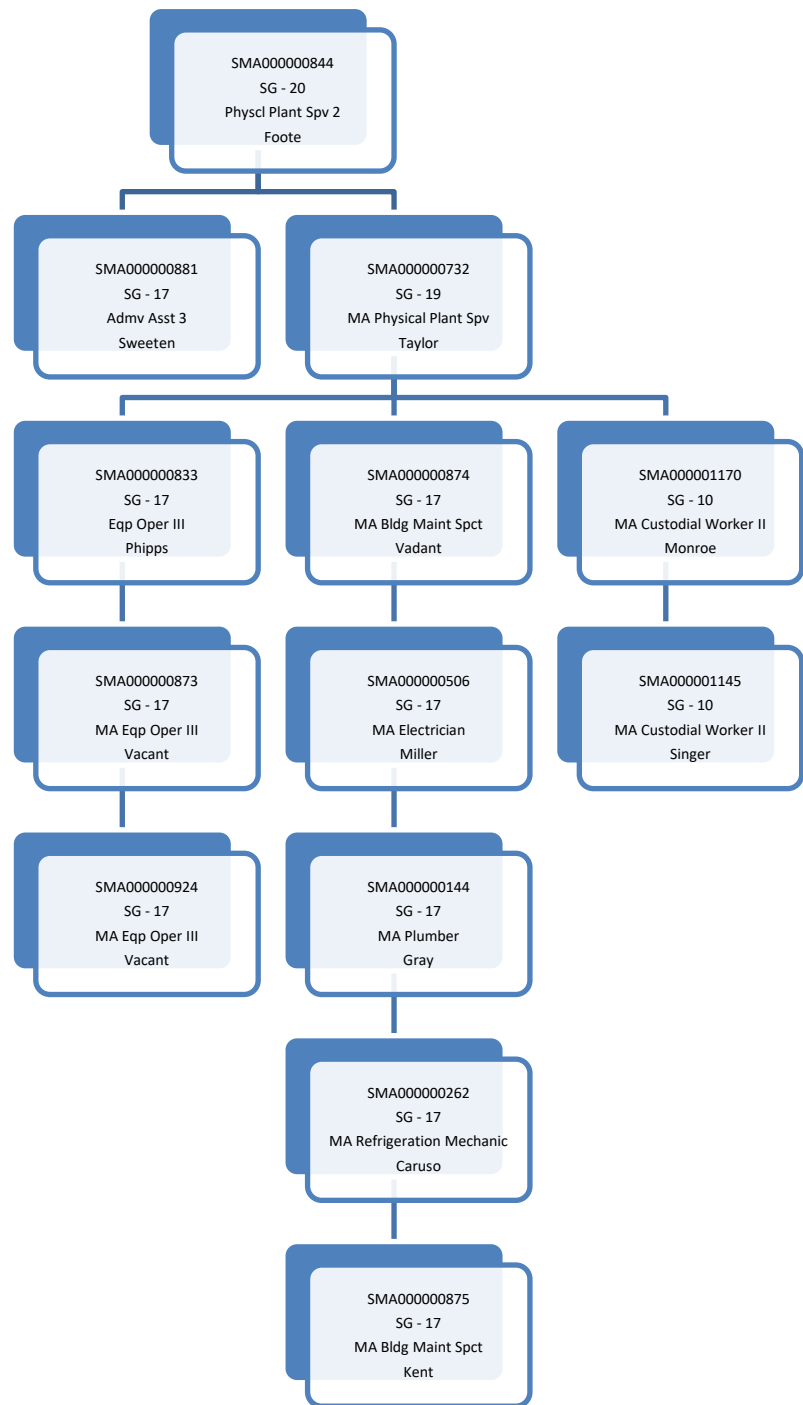 SMA000000844
SG - 20
Physcl Plant Spv 2
Foote
SMA000000881
SG - 17
Admv Asst 3
Sweeten
SMA000000732
SG - 19
MA Physical Plant Spv
Taylor
SMA000000833
SG - 17
Eqp Oper III
Phipps
SMA000000874
SG - 17
MA Bldg Maint Spct
Vadant
SMA000001170
SG - 10
MA Custodial Worker II
Monroe
SMA000000873
SG - 17
MA Eqp Oper III
Vacant
SMA000000506
SG - 17
MA Electrician
Miller
SMA000001145
SG - 10
MA Custodial Worker II
Singer
SMA000000924
SG - 17
MA Eqp Oper III
Vacant
SMA000000144
SG - 17
MA Plumber
Gray
SMA000000262
SG - 17
MA Refrigeration Mechanic
Caruso
SMA000000875
SG - 17
MA Bldg Maint Spct
Kent